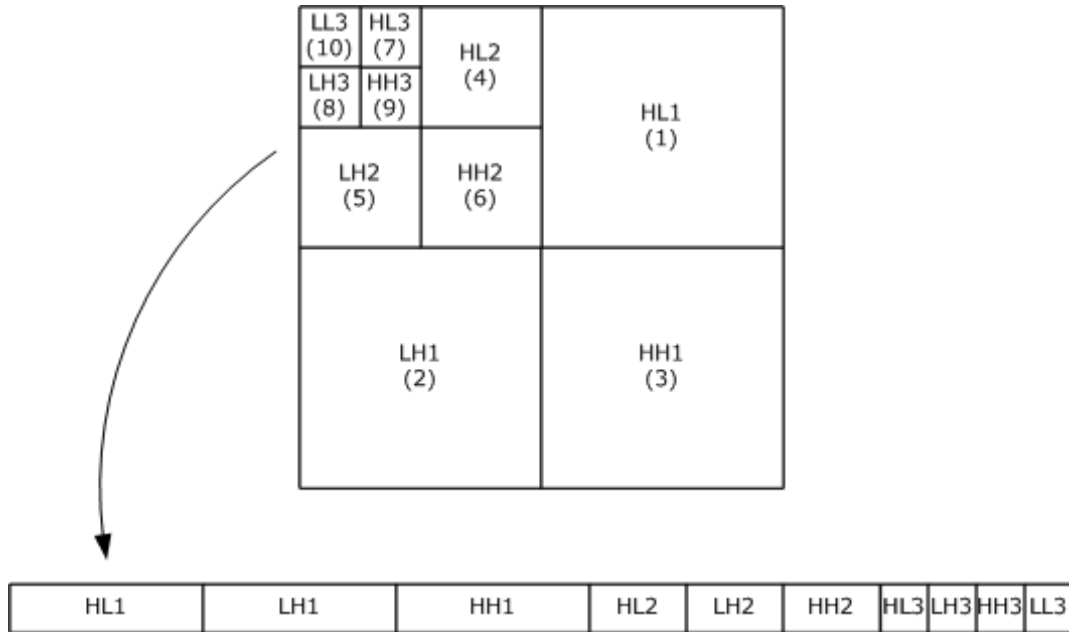 LL3
(10)
HL3
(7)
HL2
(4)
HL1
(1)
LH3
(8)
HH3
(9)
LH2
(5)
HH2
(6)
LH1
(2)
HH1
(3)
HL1 LH1 HH1 HL2 LH2 HH2 HL3 LH3 HH3 LL3